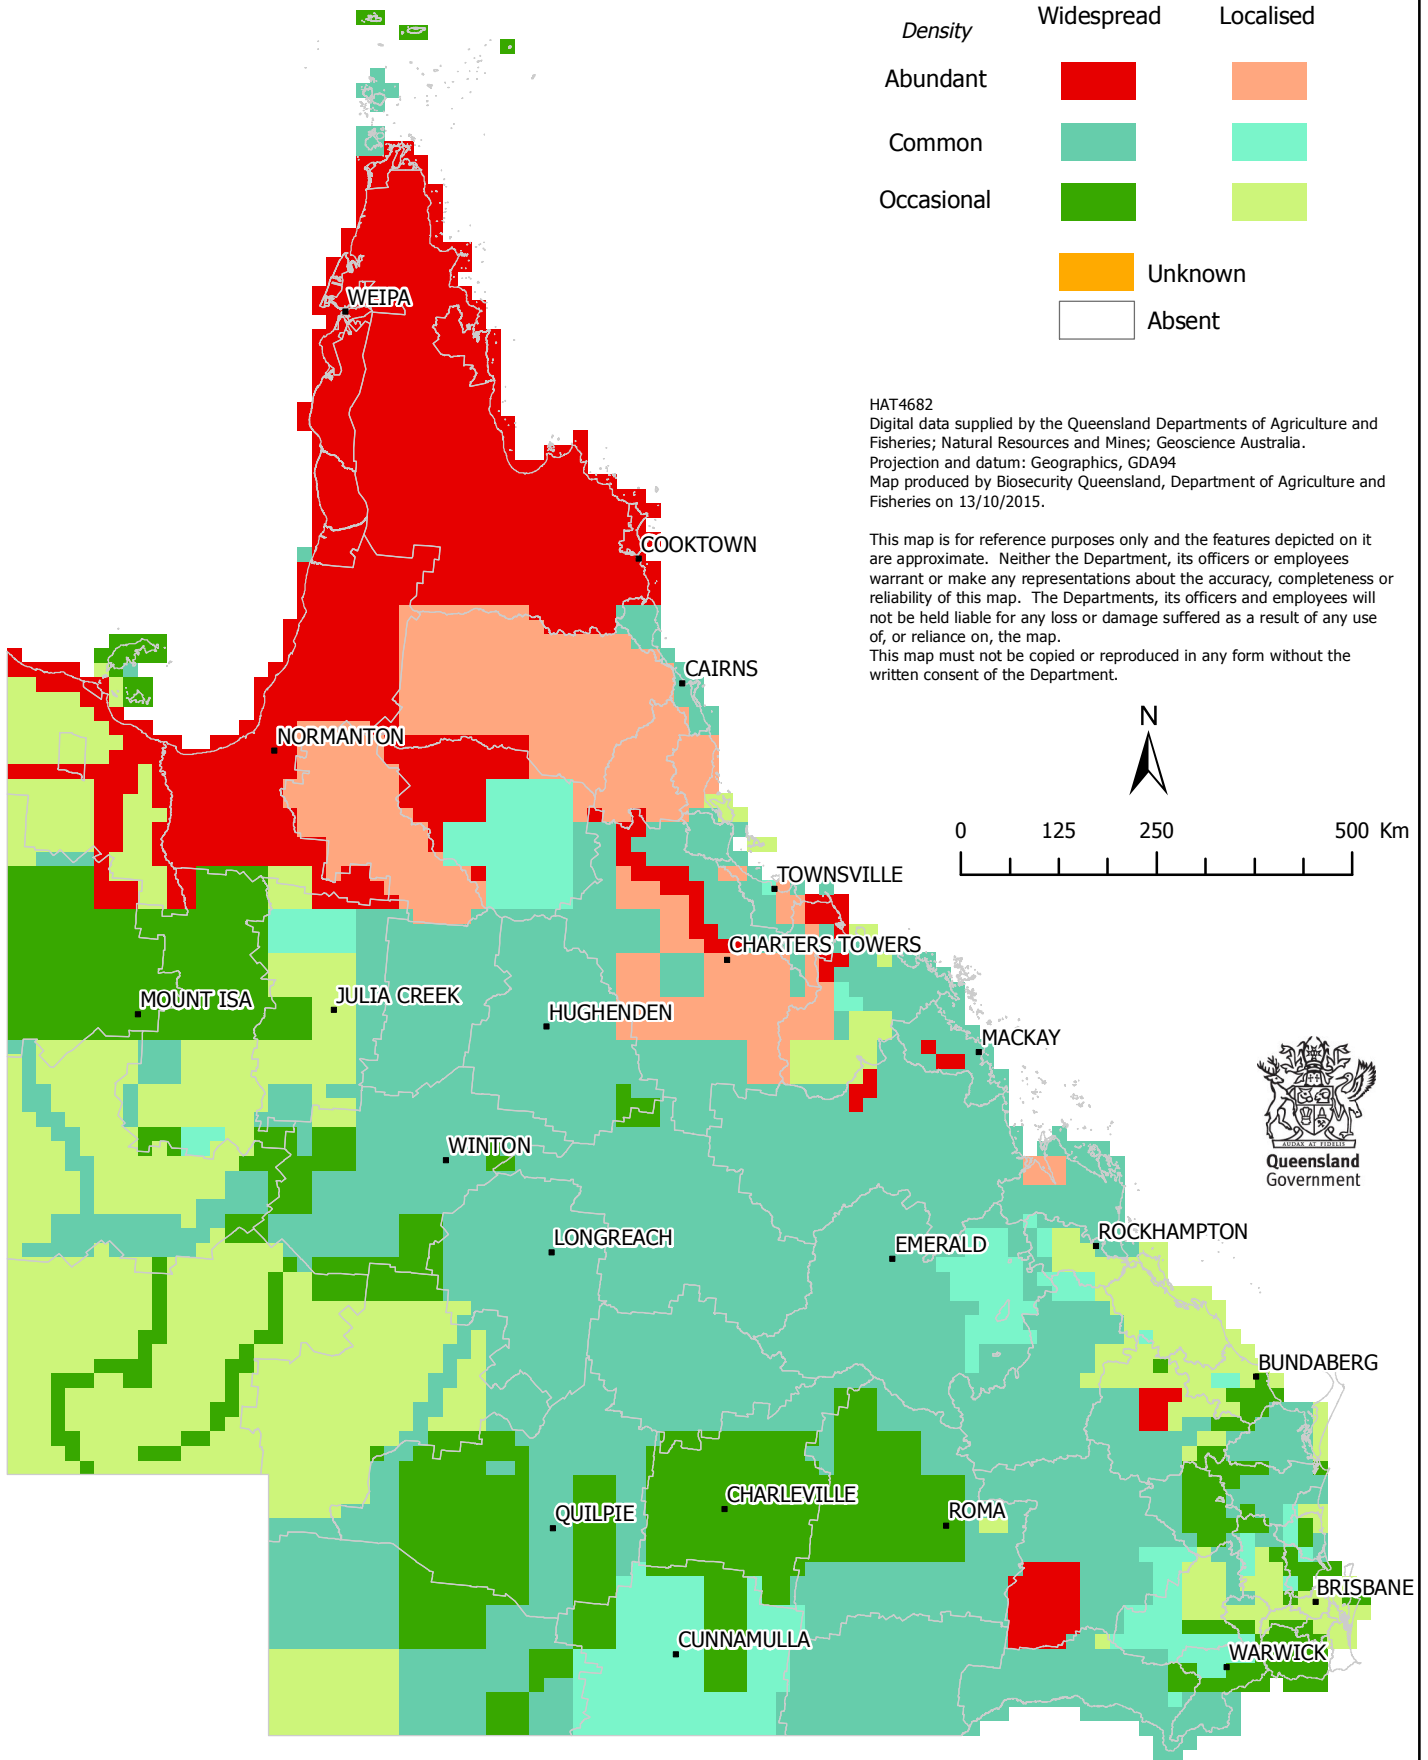 Widespread Localised
Density
Abundant
Common
Occasional
Unknown
Absent
HAT4682
Digital data supplied by the Queensland Departments of Agriculture and
Fisheries; Natural Resources and Mines; Geoscience Australia.
Projection and datum: Geographics, GDA94
Map produced by Biosecurity Queensland, Department of Agriculture and
Fisheries on 13/10/2015.
This map is for reference purposes only and the features depicted on it
are approximate. Neither the Department, its officers or employees
warrant or make any representations about the accuracy, completeness or
reliability of this map. The Departments, its officers and employees will
not be held liable for any loss or damage suffered as a result of any use
of, or reliance on, the map.
This map must not be copied or reproduced in any form without the
written consent of the Department.
N
0 125 250 500 Km
WEIPA
COOKTOWN
CAIRNS
NORMANTON
TOWNSVILLE
CHARTERS TOWERS
MOUNT ISA
JULIA CREEK
HUGHENDEN
MACKAY
AUDAX AT FIDELIS
Queensland
Government
WINTON
LONGREACH
EMERALD
ROCKHAMPTON
BUNDABERG
CHARLEVILLE
QUILPIE
ROMA
BRISBANE
CUNNAMULLA
WARWICK